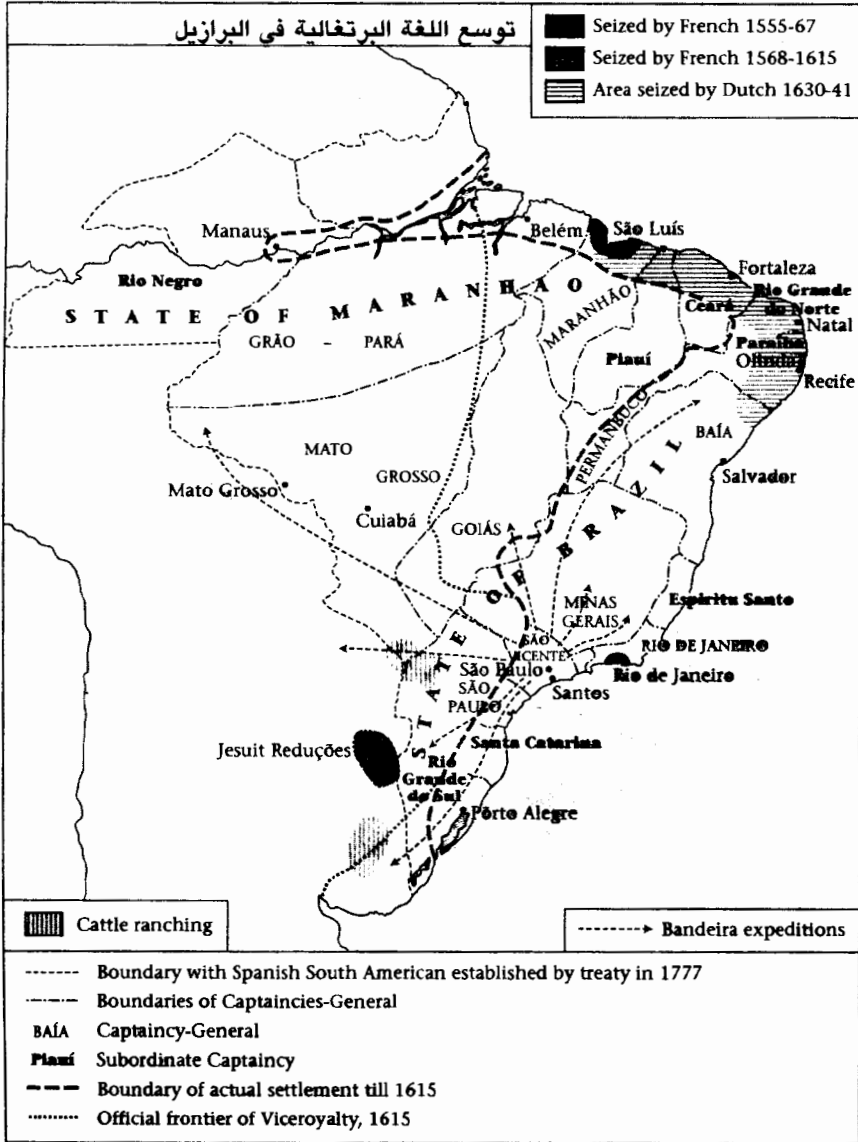 توسع اللغة البرتغالية في البرازيل
Seized by French 1555-67
Seized by French 1568-1615
Area seized by Dutch 1630-41
Manaus
Belém
São Luís
Rio Negro
Fortaleza
Rio Grande
do Norte
Ceará
Natal
STATE OF MARANHAO
MARANHÃO
GRÃO - PARÁ
Piauí
Paraíba
Olinda
Recife
PERMANBUCO
BAÍA
MATO
GROSSO
Salvador
Mato Grosso
Cuiabá
GOIÁS
STATE OF BRAZIL
MINAS
GERAIS
Espiritu Santo
SÃO
VICENTE
RIO DE JANEIRO
São Paulo
Rio de Janeiro
SÃO
PAULO
Santos
Santa Catarina
Jesuit Reduções
Rio
Grande
do Sul
Pōrto Alegre
Cattle ranching
Bandeira expeditions
Boundary with Spanish South American established by treaty in 1777
Boundaries of Captaincies-General
BAÍA Captaincy-General
Piauí Subordinate Captaincy
Boundary of actual settlement till 1615
Official frontier of Viceroyalty, 1615